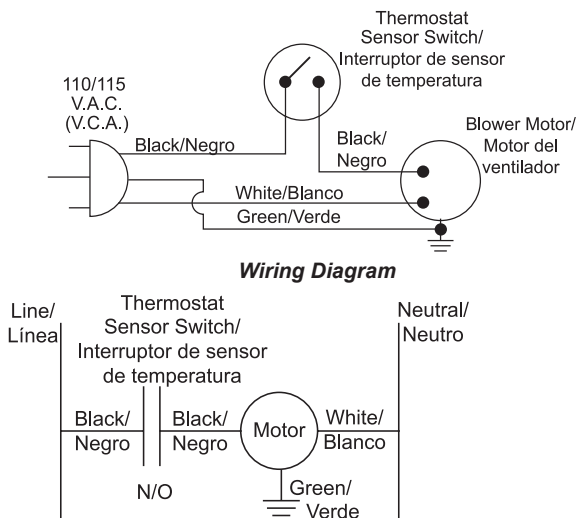 Thermostat
Sensor Switch/
Interruptor de sensor
de temperatura
110/115
V.A.C.
(V.C.A.)
Black/Negro
Black/
Negro
Blower Motor/
Motor del
ventilador
White/Blanco
Green/Verde
Wiring Diagram
Line/
Línea
Thermostat
Sensor Switch/
Interruptor de sensor
de temperatura
Neutral/
Neutro
Black/
Negro
Black/
Negro
Motor
White/
Blanco
N/O
Green/
Verde